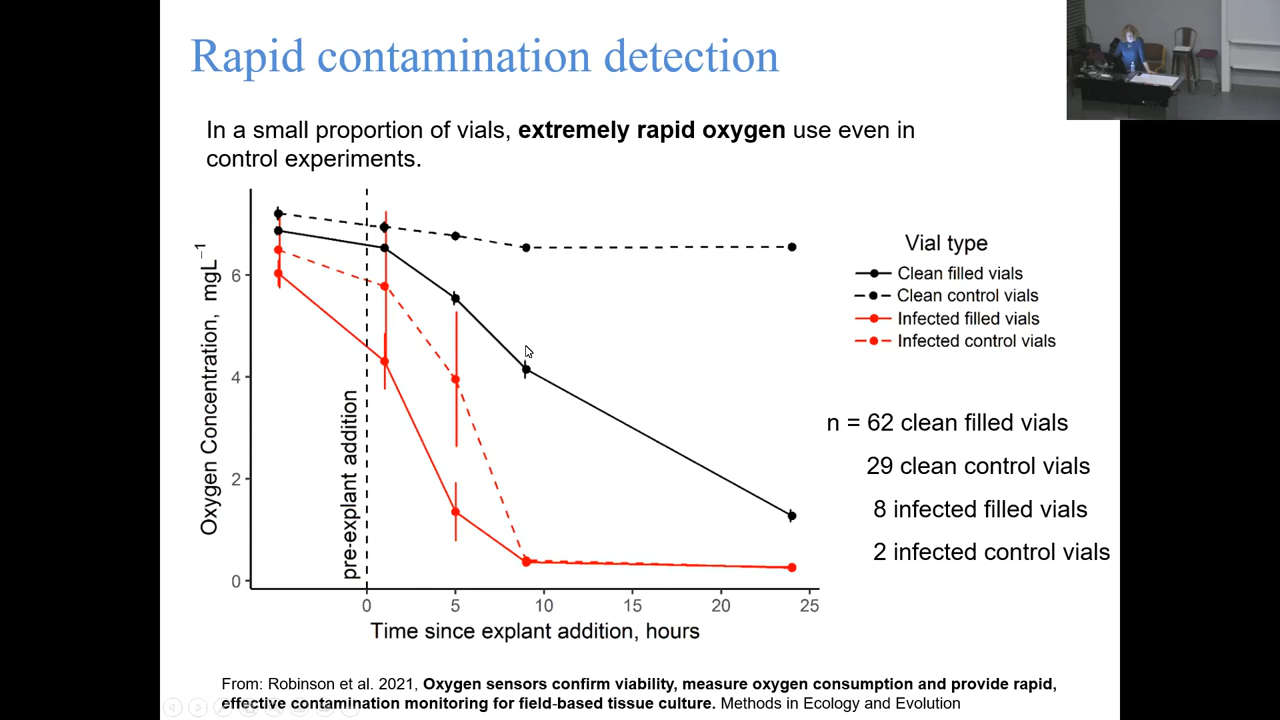 Rapid contamination detection
In a small proportion of vials, extremely rapid oxygen use even in
control experiments.
Oxygen Concentration, mgL⁻¹
6
4
2
0
pre-explant addition
0 5 10 15 20 25
Time since explant addition, hours
Vial type
Clean filled vials
Clean control vials
Infected filled vials
Infected control vials
n = 62 clean filled vials
29 clean control vials
8 infected filled vials
2 infected control vials
From: Robinson et al. 2021, Oxygen sensors confirm viability, measure oxygen consumption and provide rapid,
effective contamination monitoring for field-based tissue culture. Methods in Ecology and Evolution